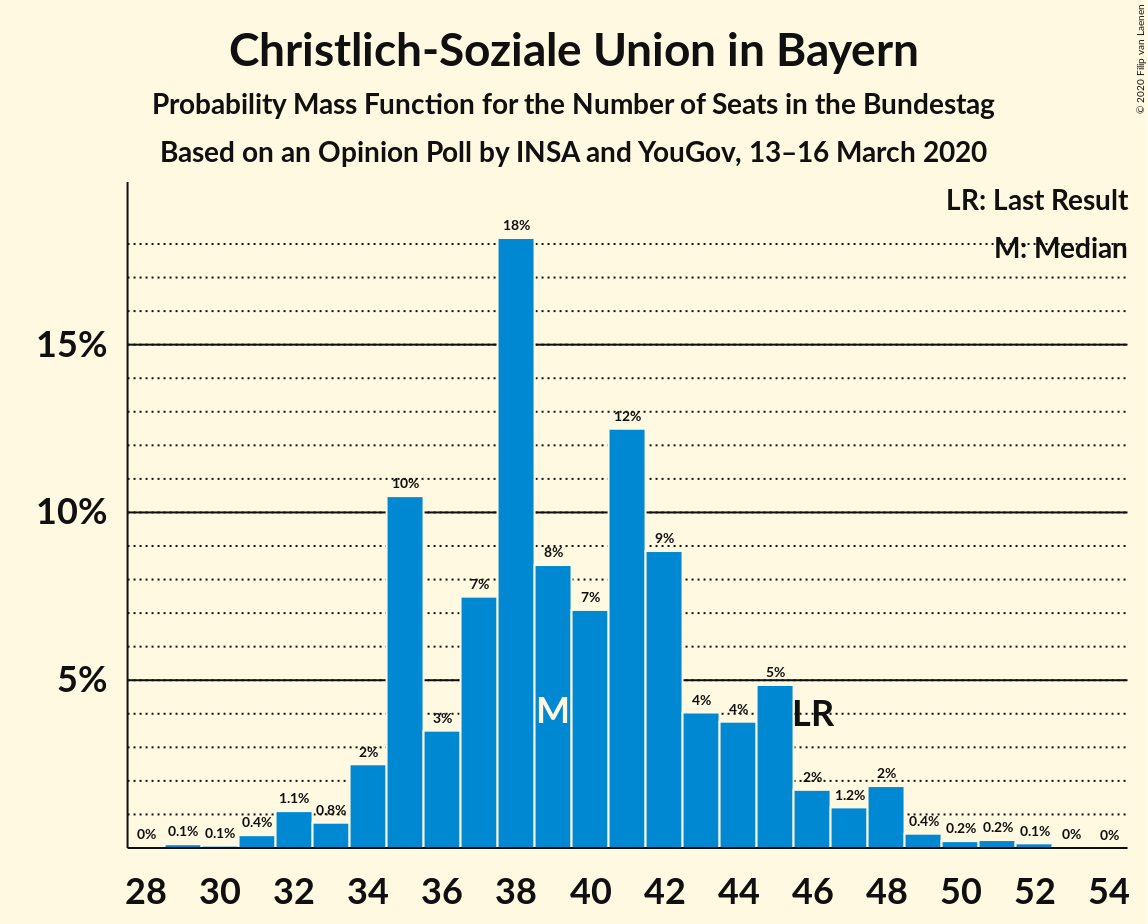 Christlich-Soziale Union in Bayern
Probability Mass Function for the Number of Seats in the Bundestag
Based on an Opinion Poll by INSA and YouGov, 13–16 March 2020
© 2020 Filip van Laenen
LR: Last Result
M: Median
18%
15%
12%
10%
10%
9%
8%
7%
7%
5%
5%
4%
4%
3%
M
LR
2%
2%
2%
1.1%
1.2%
0.8%
0.4%
0.4%
0% 0.1% 0.1% 0.2% 0.2% 0.1% 0% 0%
28 30 32 34 36 38 40 42 44 46 48 50 52 54